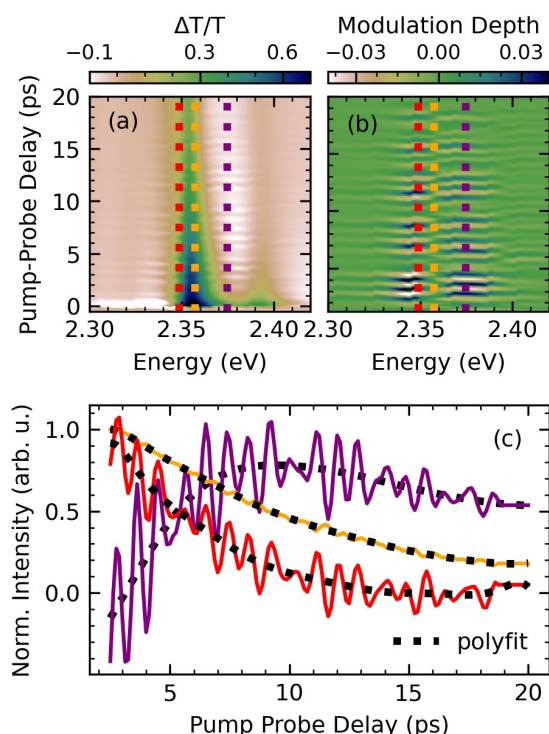 ΔT/T
Modulation Depth
−0.1 0.3 0.6
−0.03 0.00 0.03
Pump-Probe Delay (ps)
20
15
10
5
0
(a)
(b)
2.30 2.35 2.40
2.30 2.35 2.40
Energy (eV)
Energy (eV)
Norm. Intensity (arb. u.)
1.0
0.5
0.0
(c)
polyfit
5 10 15 20
Pump Probe Delay (ps)